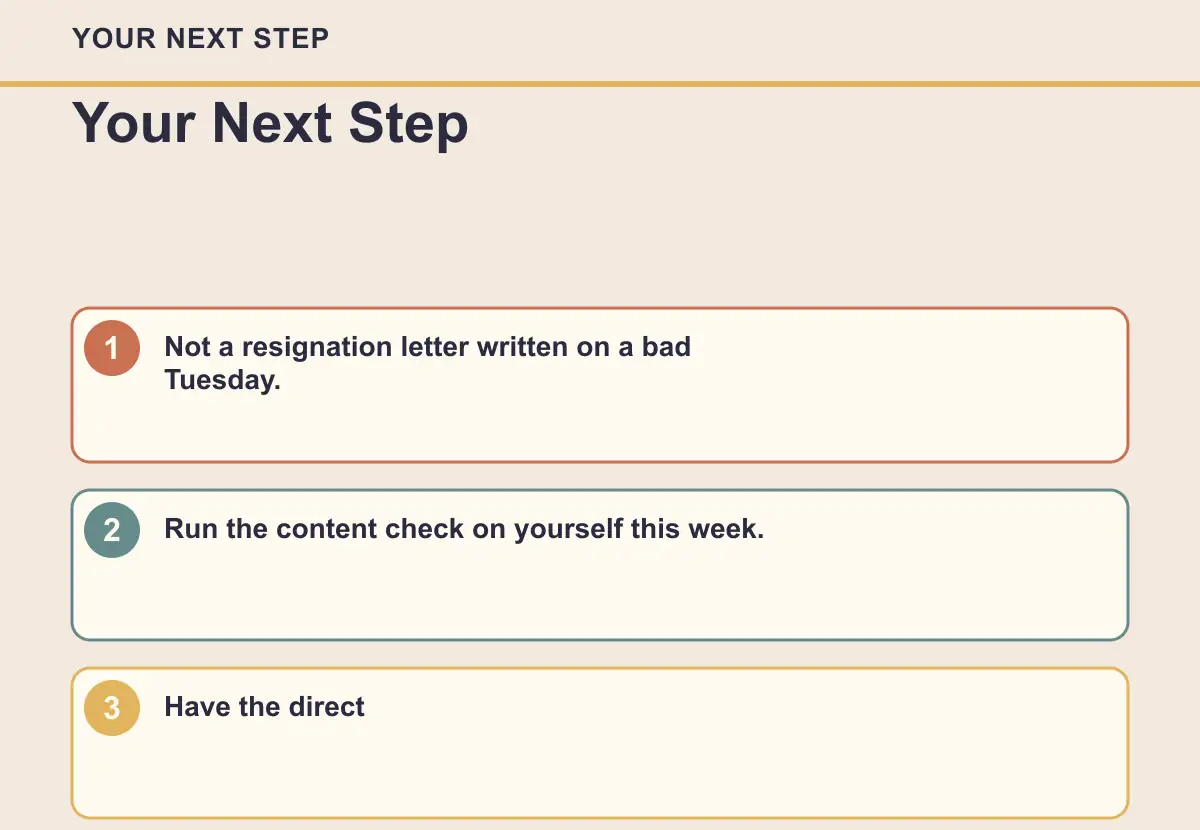 YOUR NEXT STEP
Your Next Step
1
Not a resignation letter written on a bad
Tuesday.
2
Run the content check on yourself this week.
3
Have the direct